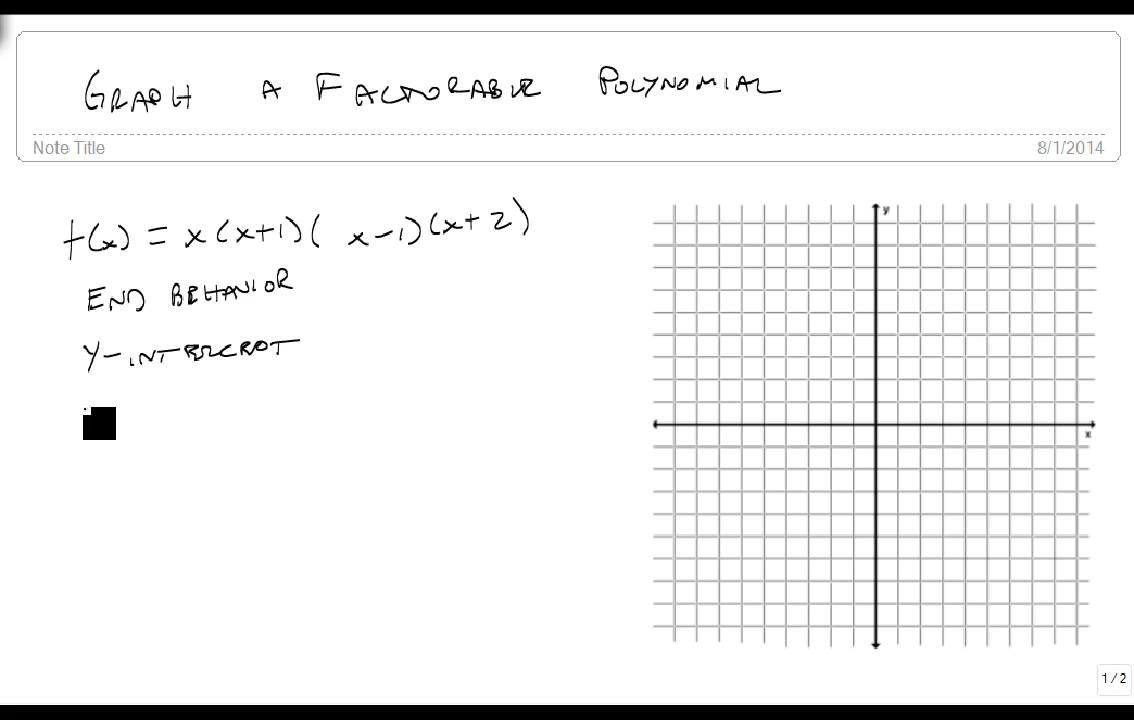 GRAPH A FACTORABLE POLYNOMIAL
Note Title 8/1/2014
f(x) = x(x+1)(x-1)(x+2)
END BEHAVIOR
Y-INTERCEPT
y
x
1/2